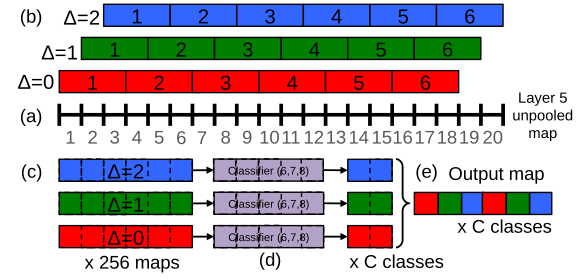 (b) Δ=2 1 2 3 4 5 6
Δ=1 1 2 3 4 5 6
Δ=0 1 2 3 4 5 6
(a) Layer 5
unpooled
map
1 2 3 4 5 6 7 8 9 10 11 12 13 14 15 16 17 18 19 20
(c) Δ=2 Classifier (6,7,8) (e) Output map
Δ=1 Classifier (6,7,8)
x C classes
Δ=0 Classifier (6,7,8)
x 256 maps (d) x C classes